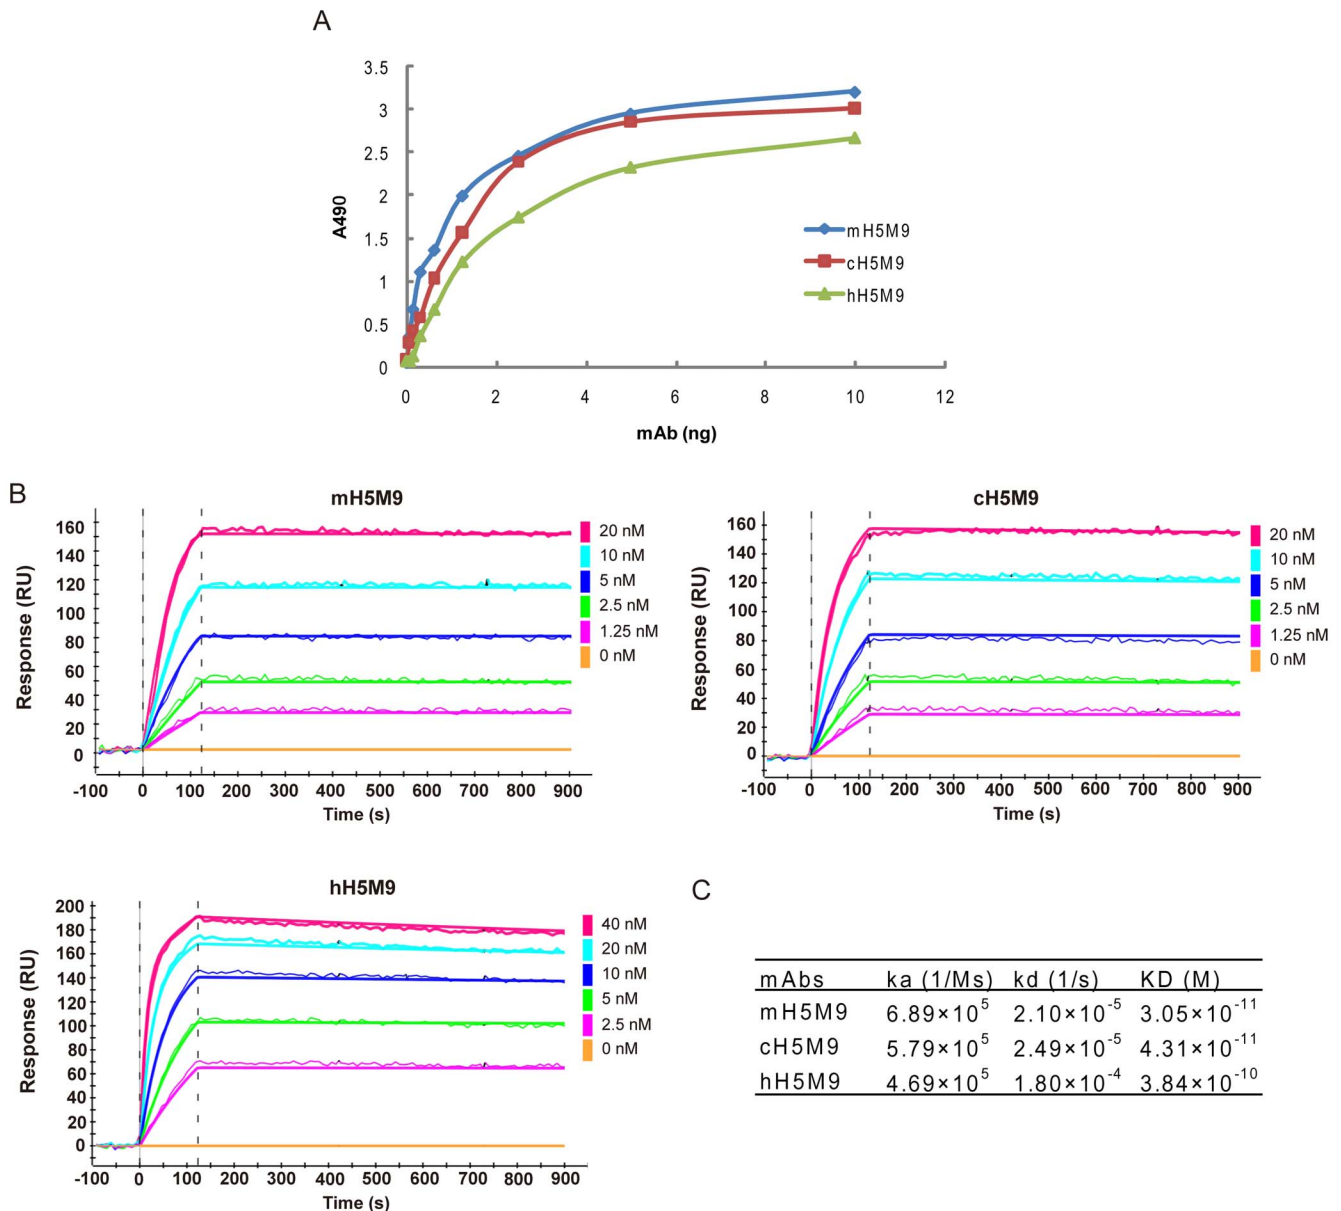 A
3.5
3
2.5
2
1.5
1
0.5
0
A490
0 2 4 6 8 10 12
mAb (ng)
mH5M9
cH5M9
hH5M9
B
mH5M9
160
140
120
100
80
60
40
20
0
Response (RU)
-100 0 100 200 300 400 500 600 700 800 900
Time (s)
20 nM
10 nM
5 nM
2.5 nM
1.25 nM
0 nM
cH5M9
160
140
120
100
80
60
40
20
0
Response (RU)
-100 0 100 200 300 400 500 600 700 800 900
Time (s)
20 nM
10 nM
5 nM
2.5 nM
1.25 nM
0 nM
hH5M9
200
180
160
140
120
100
80
60
40
20
0
Response (RU)
-100 0 100 200 300 400 500 600 700 800 900
Time (s)
40 nM
20 nM
10 nM
5 nM
2.5 nM
0 nM
C
mAbs ka (1/Ms) kd (1/s) KD (M)
mH5M9 6.89×10⁵ 2.10×10⁻⁵ 3.05×10⁻¹¹
cH5M9 5.79×10⁵ 2.49×10⁻⁵ 4.31×10⁻¹¹
hH5M9 4.69×10⁵ 1.80×10⁻⁴ 3.84×10⁻¹⁰